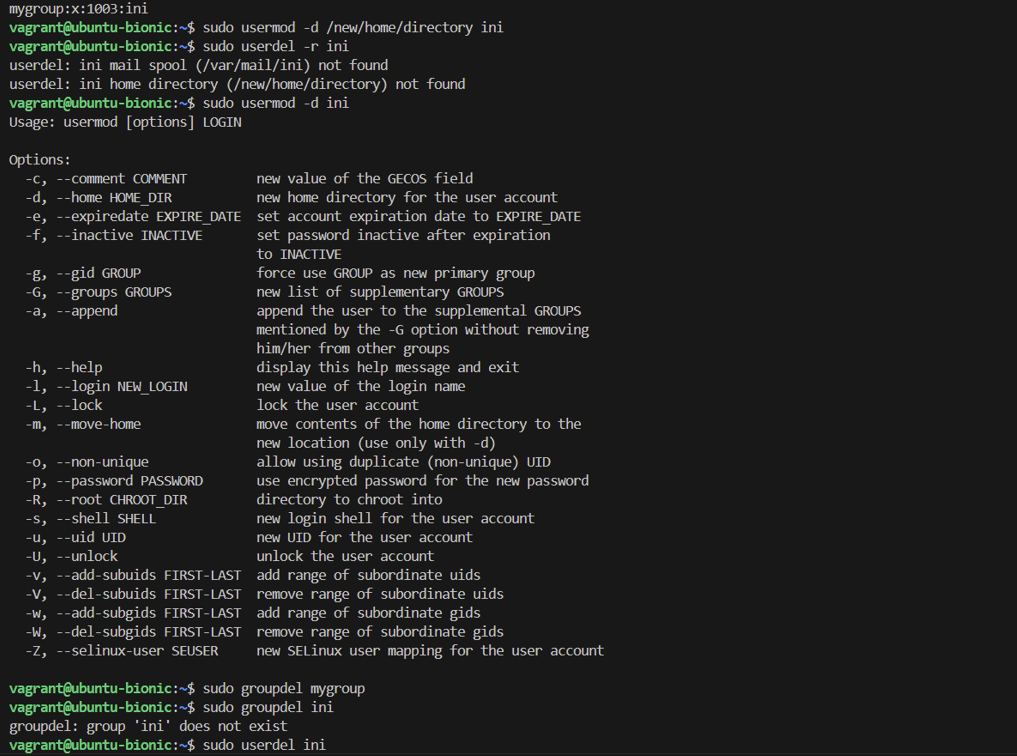 mygroup:x:1003:ini
vagrant@ubuntu-bionic:~$ sudo usermod -d /new/home/directory ini
vagrant@ubuntu-bionic:~$ sudo userdel -r ini
userdel: ini mail spool (/var/mail/ini) not found
userdel: ini home directory (/new/home/directory) not found
vagrant@ubuntu-bionic:~$ sudo usermod -d ini
Usage: usermod [options] LOGIN

Options:
  -c, --comment COMMENT         new value of the GECOS field
  -d, --home HOME_DIR           new home directory for the user account
  -e, --expiredate EXPIRE_DATE  set account expiration date to EXPIRE_DATE
  -f, --inactive INACTIVE       set password inactive after expiration
                                to INACTIVE
  -g, --gid GROUP               force use GROUP as new primary group
  -G, --groups GROUPS           new list of supplementary GROUPS
  -a, --append                  append the user to the supplemental GROUPS
                                mentioned by the -G option without removing
                                him/her from other groups
  -h, --help                    display this help message and exit
  -l, --login NEW_LOGIN         new value of the login name
  -L, --lock                    lock the user account
  -m, --move-home               move contents of the home directory to the
                                new location (use only with -d)
  -o, --non-unique              allow using duplicate (non-unique) UID
  -p, --password PASSWORD       use encrypted password for the new password
  -R, --root CHROOT_DIR         directory to chroot into
  -s, --shell SHELL             new login shell for the user account
  -u, --uid UID                 new UID for the user account
  -U, --unlock                  unlock the user account
  -v, --add-subuids FIRST-LAST  add range of subordinate uids
  -V, --del-subuids FIRST-LAST  remove range of subordinate uids
  -w, --add-subgids FIRST-LAST  add range of subordinate gids
  -W, --del-subgids FIRST-LAST  remove range of subordinate gids
  -Z, --selinux-user SEUSER     new SELinux user mapping for the user account

vagrant@ubuntu-bionic:~$ sudo groupdel mygroup
vagrant@ubuntu-bionic:~$ sudo groupdel ini
groupdel: group 'ini' does not exist
vagrant@ubuntu-bionic:~$ sudo userdel ini